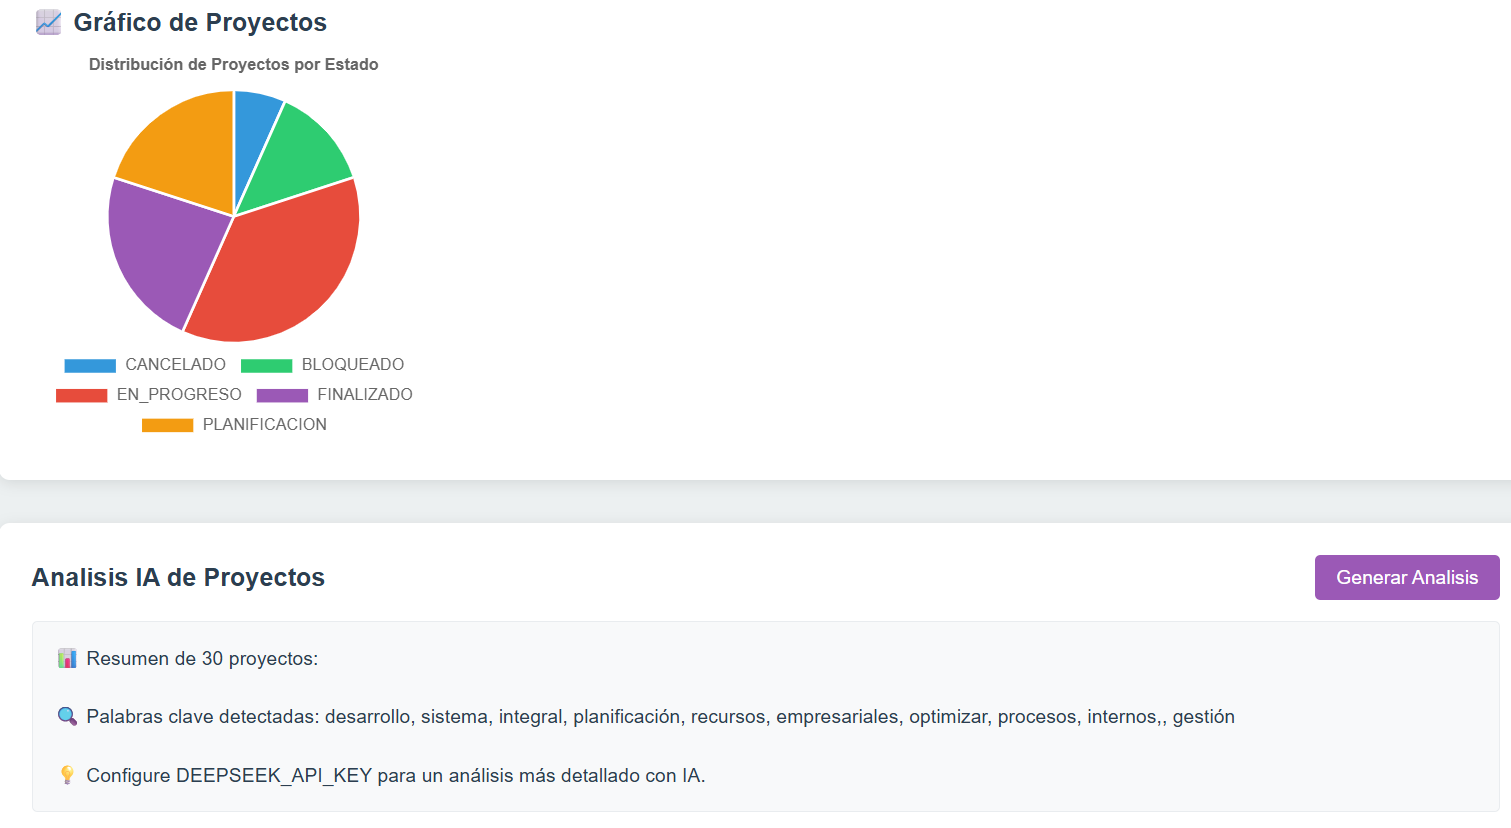 Gráfico de Proyectos
Distribución de Proyectos por Estado
CANCELADO BLOQUEADO
EN_PROGRESO FINALIZADO
PLANIFICACION
Analisis IA de Proyectos
Generar Analisis
Resumen de 30 proyectos:
Palabras clave detectadas: desarrollo, sistema, integral, planificación, recursos, empresariales, optimizar, procesos, internos,, gestión
Configure DEEPSEEK_API_KEY para un análisis más detallado con IA.